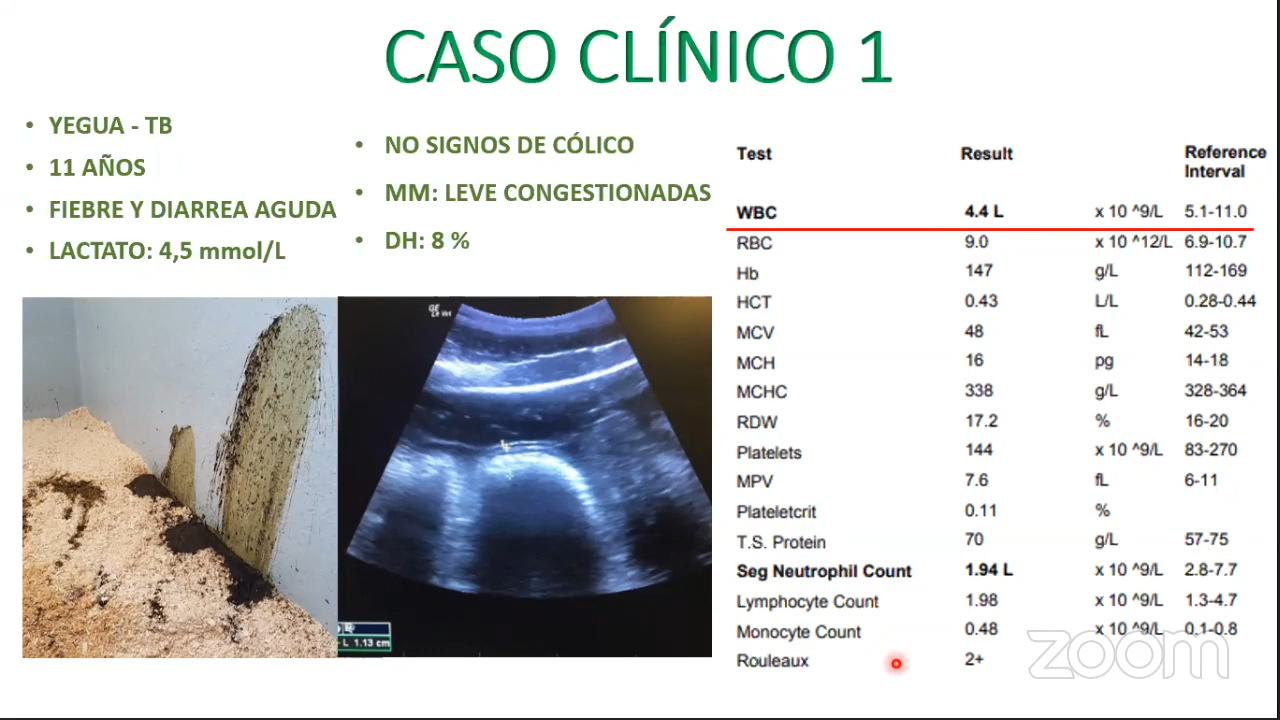 CASO CLÍNICO 1
• YEGUA - TB
• 11 AÑOS
• FIEBRE Y DIARREA AGUDA
• LACTATO: 4,5 mmol/L
• NO SIGNOS DE CÓLICO
• MM: LEVE CONGESTIONADAS
• DH: 8 %
Test Result Reference Interval
WBC 4.4 L x 10 ^9/L 5.1-11.0
RBC 9.0 x 10 ^12/L 6.9-10.7
Hb 147 g/L 112-169
HCT 0.43 L/L 0.28-0.44
MCV 48 fL 42-53
MCH 16 pg 14-18
MCHC 338 g/L 328-364
RDW 17.2 % 16-20
Platelets 144 x 10 ^9/L 83-270
MPV 7.6 fL 6-11
Plateletcrit 0.11 %
T.S. Protein 70 g/L 57-75
Seg Neutrophil Count 1.94 L x 10 ^9/L 2.8-7.7
Lymphocyte Count 1.98 x 10 ^9/L 1.3-4.7
Monocyte Count 0.48 x 10 ^9/L 0.1-0.8
Rouleaux 2+
L 1.13 cm
zoom